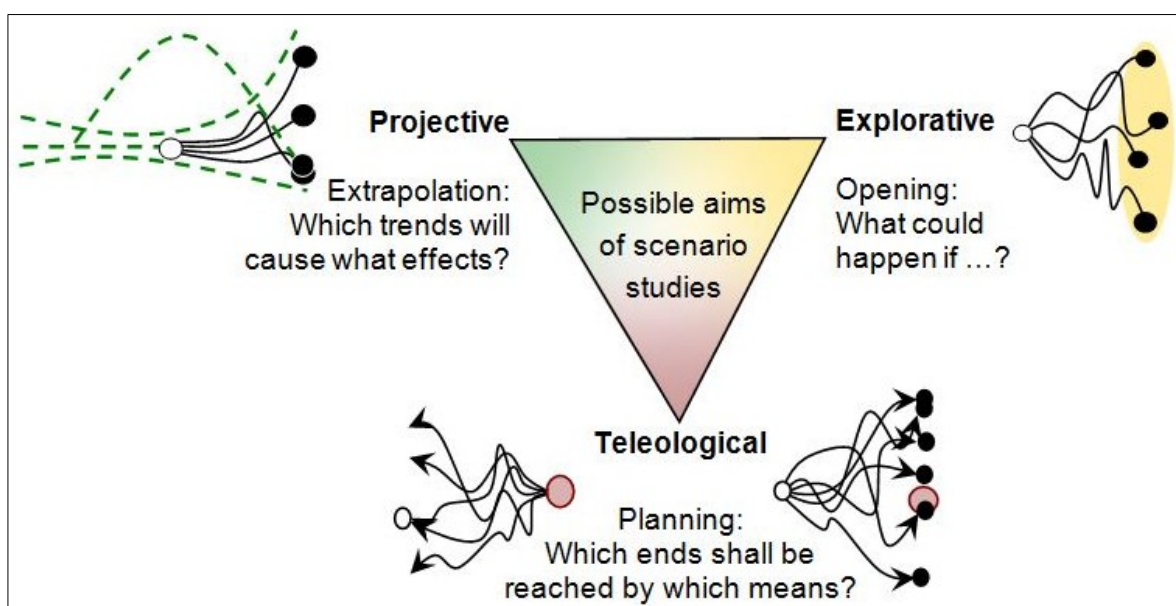 Projective
Extrapolation:
Which trends will
cause what effects?
Possible aims
of scenario
studies
Explorative
Opening:
What could
happen if …?
Teleological
Planning:
Which ends shall be
reached by which means?